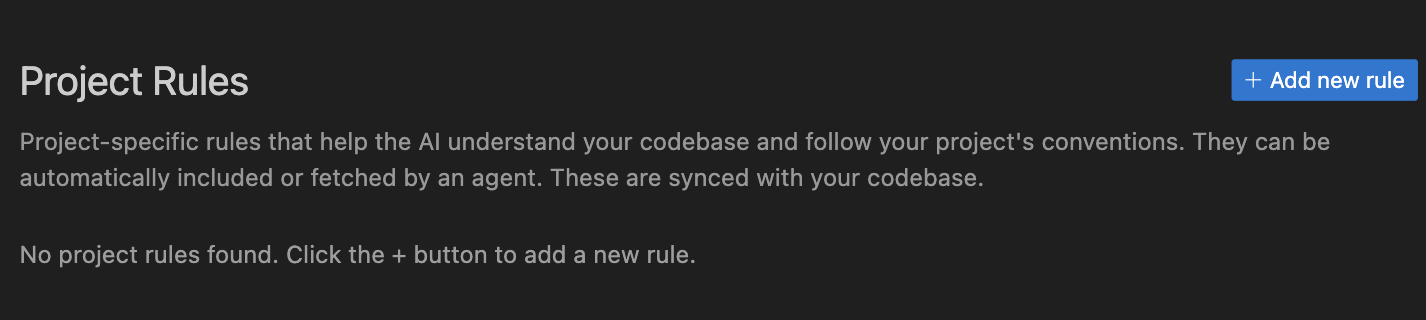 Project Rules
+ Add new rule
Project-specific rules that help the AI understand your codebase and follow your project's conventions. They can be
automatically included or fetched by an agent. These are synced with your codebase.
No project rules found. Click the + button to add a new rule.